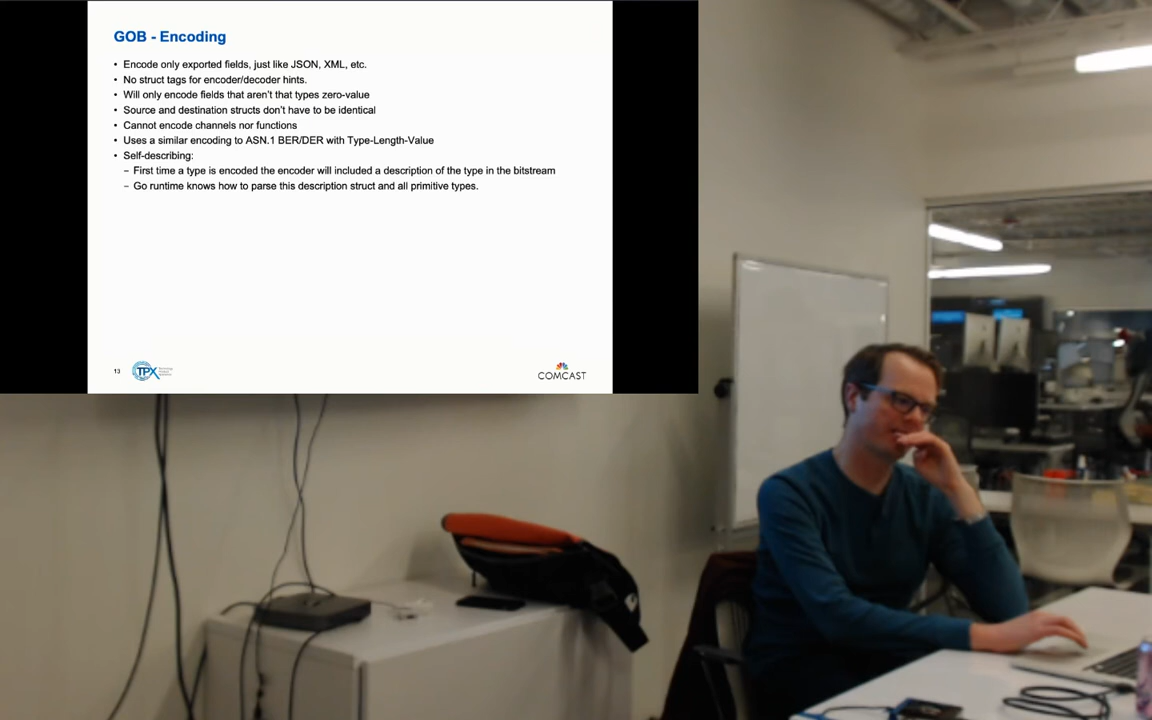 GOB - Encoding
• Encode only exported fields, just like JSON, XML, etc.
• No struct tags for encoder/decoder hints.
• Will only encode fields that aren't that types zero-value
• Source and destination structs don't have to be identical
• Cannot encode channels nor functions
• Uses a similar encoding to ASN.1 BER/DER with Type-Length-Value
• Self-describing:
– First time a type is encoded the encoder will included a description of the type in the bitstream
– Go runtime knows how to parse this description struct and all primitive types.
13
TPX
COMCAST